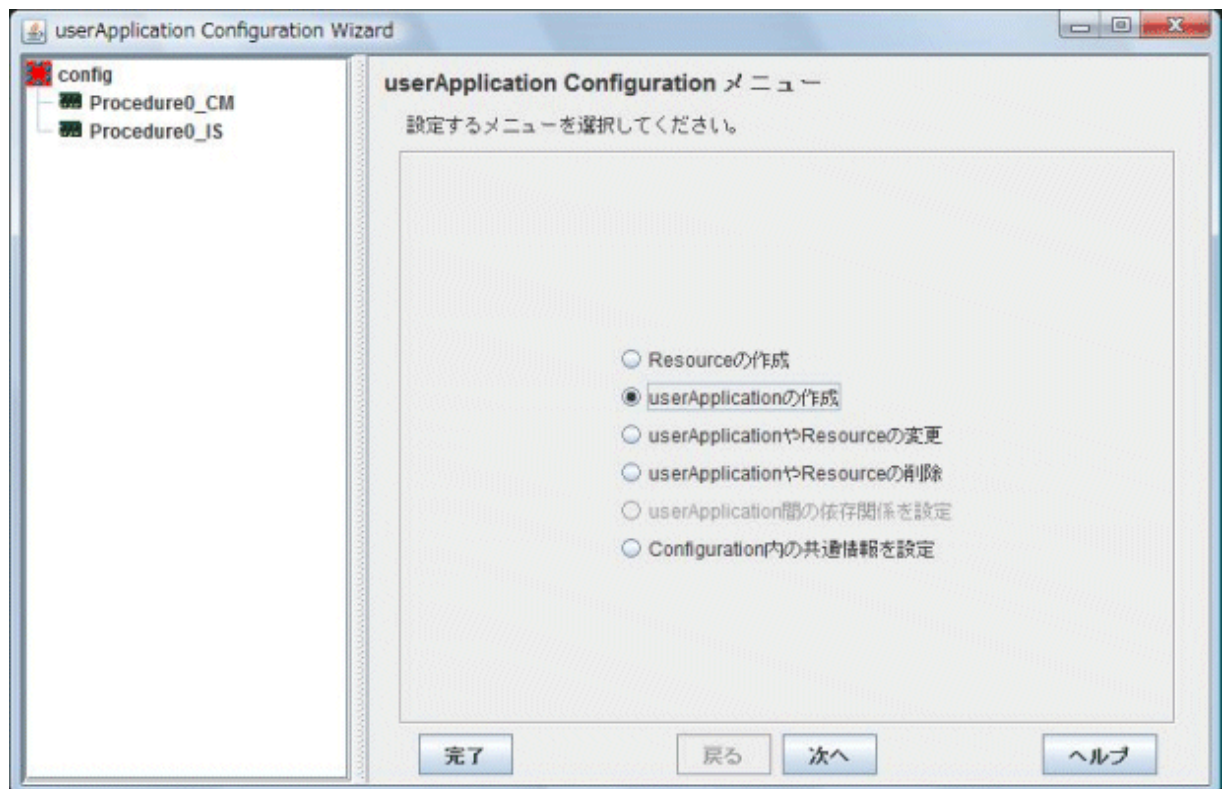 userApplication Configuration Wizard
config
Procedure0_CM
Procedure0_IS
userApplication Configuration メニュー
設定するメニューを選択してください。
Resourceの作成
userApplicationの作成
userApplicationやResourceの変更
userApplicationやResourceの削除
userApplication間の依存関係を設定
Configuration内の共通情報を設定
完了
戻る
次へ
ヘルプ